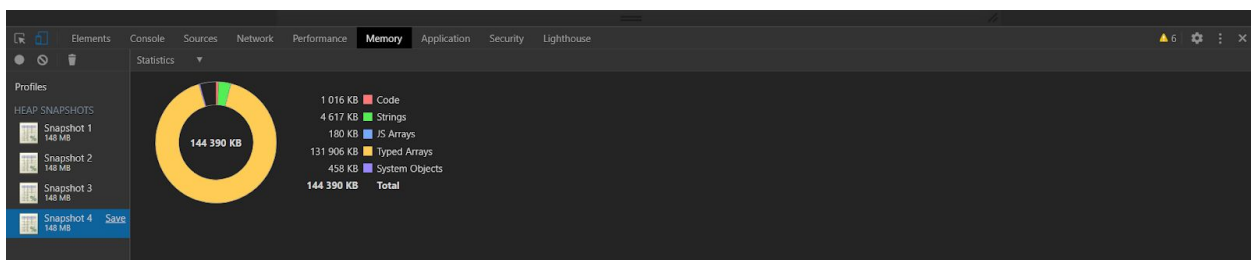 Elements Console Sources Network Performance Memory Application Security Lighthouse 6
Statistics
Profiles
HEAP SNAPSHOTS
Snapshot 1
148 MB
Snapshot 2
148 MB
Snapshot 3
148 MB
Snapshot 4 Save
148 MB
144 390 KB
1 016 KB Code
4 617 KB Strings
180 KB JS Arrays
131 906 KB Typed Arrays
458 KB System Objects
144 390 KB Total